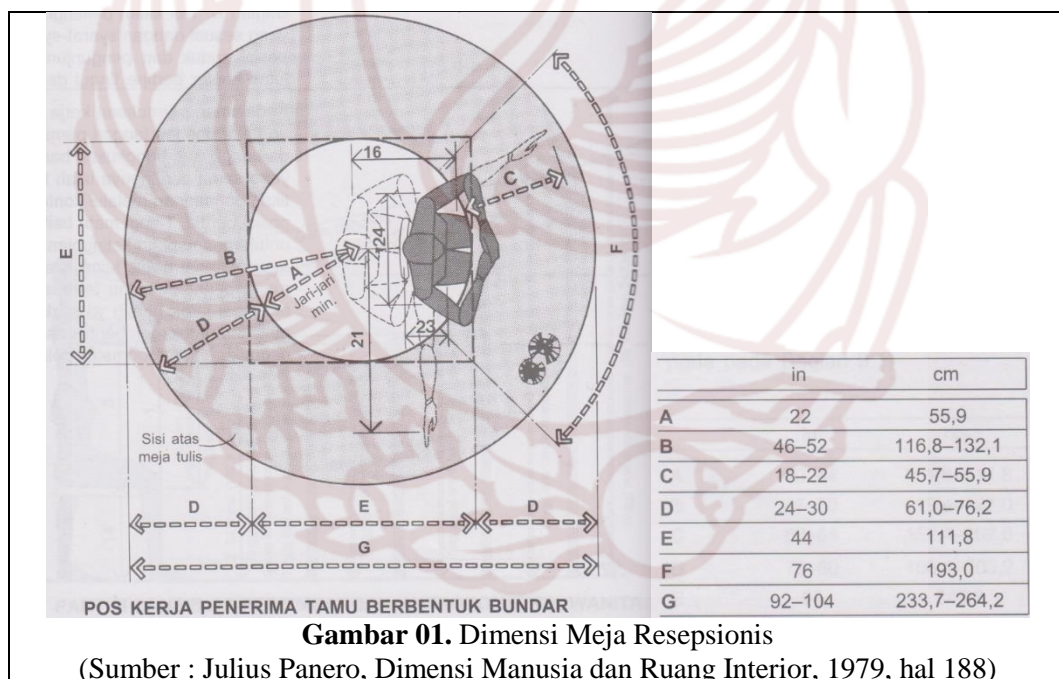 16
C
E
B
24
F
A
Jari-jari
min.
D
23
21
Sisi atas
meja tulis
D E D
G
POS KERJA PENERIMA TAMU BERBENTUK BUNDAR
in cm
A 22 55,9
B 46–52 116,8–132,1
C 18–22 45,7–55,9
D 24–30 61,0–76,2
E 44 111,8
F 76 193,0
G 92–104 233,7–264,2
Gambar 01. Dimensi Meja Resepsionis
(Sumber : Julius Panero, Dimensi Manusia dan Ruang Interior, 1979, hal 188)